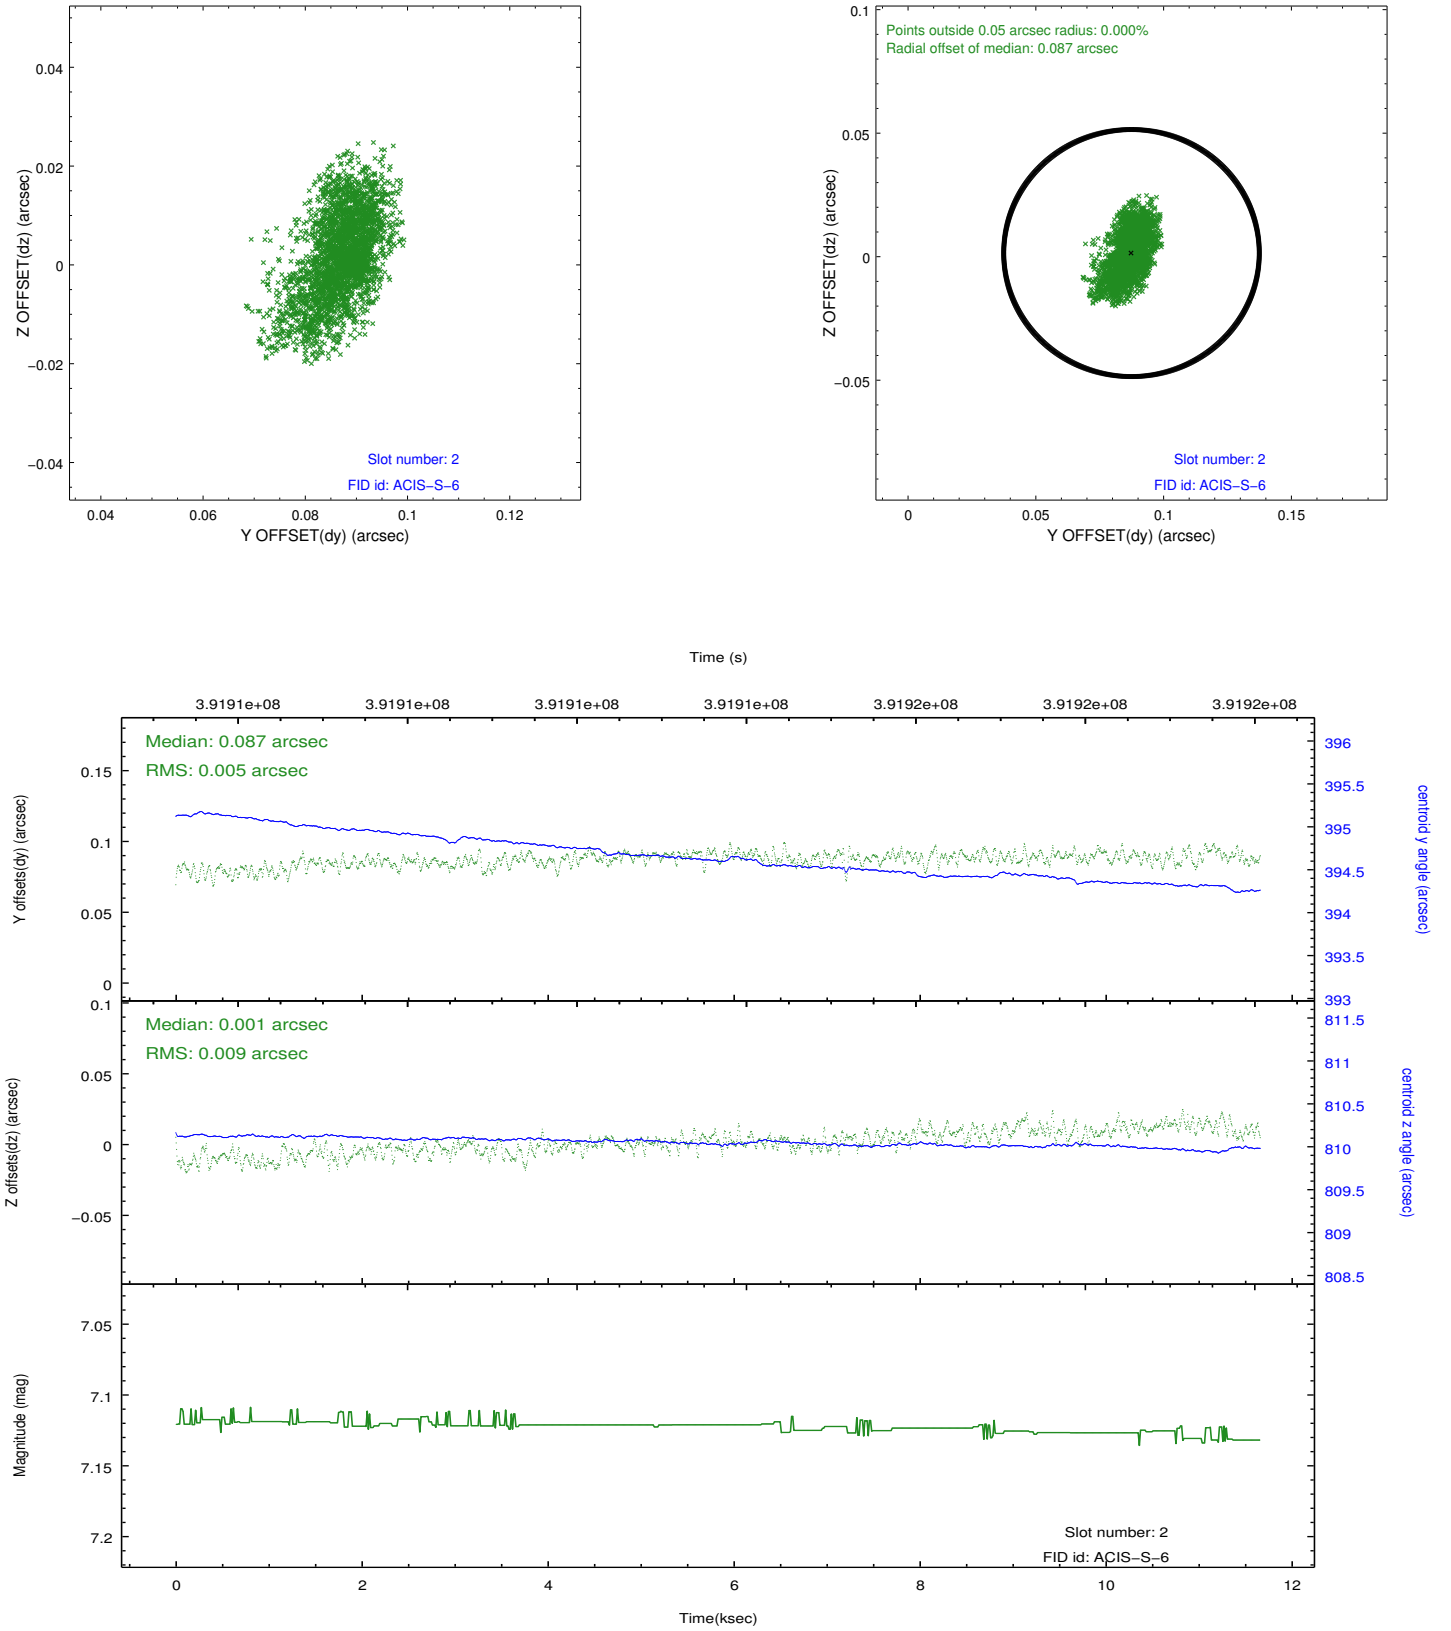 0.04
0.02
0
−0.02
−0.04
Z OFFSET(dz) (arcsec)
Slot number: 2
FID id: ACIS−S−6
0.04 0.06 0.08 0.1 0.12
Y OFFSET(dy) (arcsec)
0.1
0.05
0
−0.05
Z OFFSET(dz) (arcsec)
Points outside 0.05 arcsec radius: 0.000%
Radial offset of median: 0.087 arcsec
Slot number: 2
FID id: ACIS−S−6
0 0.05 0.1 0.15
Y OFFSET(dy) (arcsec)
Time (s)
3.9191e+08 3.9191e+08 3.9191e+08 3.9191e+08 3.9192e+08 3.9192e+08 3.9192e+08
Median: 0.087 arcsec
RMS: 0.005 arcsec
0.15
0.1
0.05
0
Y offsets(dy) (arcsec)
396
395.5
395
394.5
394
393.5
393
centroid y angle (arcsec)
Median: 0.001 arcsec
RMS: 0.009 arcsec
0.1
0.05
0
−0.05
Z offsets(dz) (arcsec)
811.5
811
810.5
810
809.5
809
808.5
centroid z angle (arcsec)
7.05
7.1
7.15
7.2
Magnitude (mag)
Slot number: 2
FID id: ACIS−S−6
0 2 4 6 8 10 12
Time(ksec)